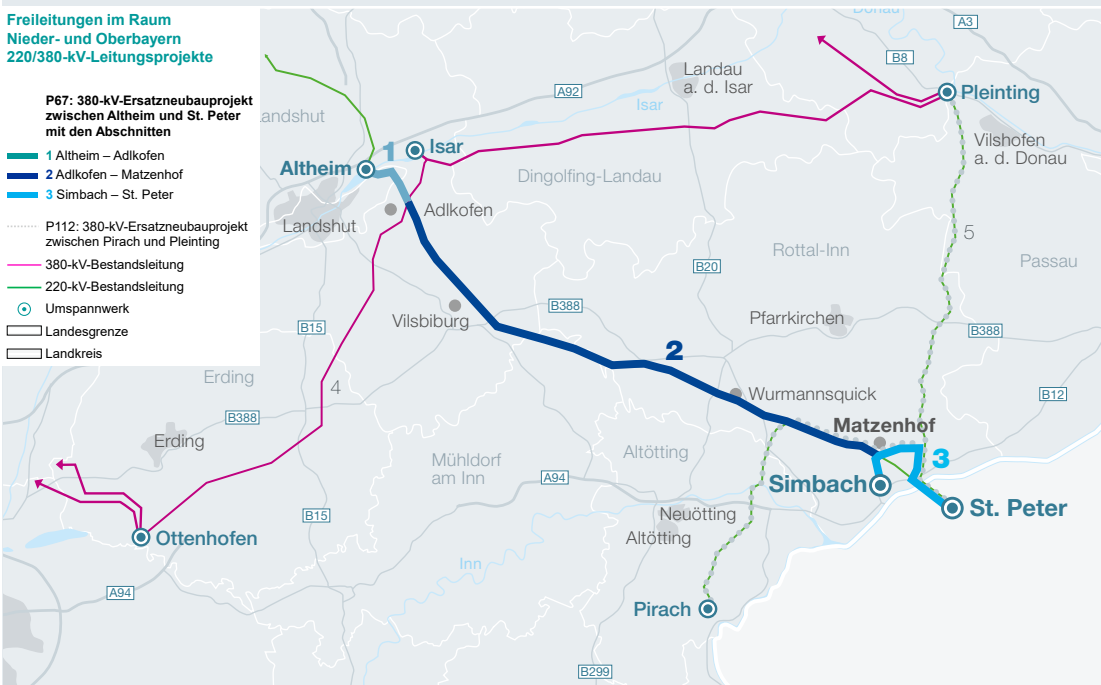 Freileitungen im Raum
Nieder- und Oberbayern
220/380-kV-Leitungsprojekte
P67: 380-kV-Ersatzneubauprojekt
zwischen Altheim und St. Peter
mit den Abschnitten
1 Altheim – Adlkofen
2 Adlkofen – Matzenhof
3 Simbach – St. Peter
P112: 380-kV-Ersatzneubauprojekt
zwischen Pirach und Pleinting
380-kV-Bestandsleitung
220-kV-Bestandsleitung
Umspannwerk
Landesgrenze
Landkreis
Donau
A3
B8
Landau
a. d. Isar
A92
Isar
Pleinting
andshut
Vilshofen
a. d. Donau
1
Isar
Altheim
Dingolfing-Landau
Adlkofen
Landshut
5
Rottal-Inn
Passau
B20
B388
Vilsbiburg
B15
Pfarrkirchen
B388
2
Erding
4
Wurmannsquick
B12
B388
Matzenhof
Erding
Altötting
Mühldorf
am Inn
3
A94
Simbach
B15
Neuötting
St. Peter
Altötting
Ottenhofen
Inn
A94
Pirach
B299